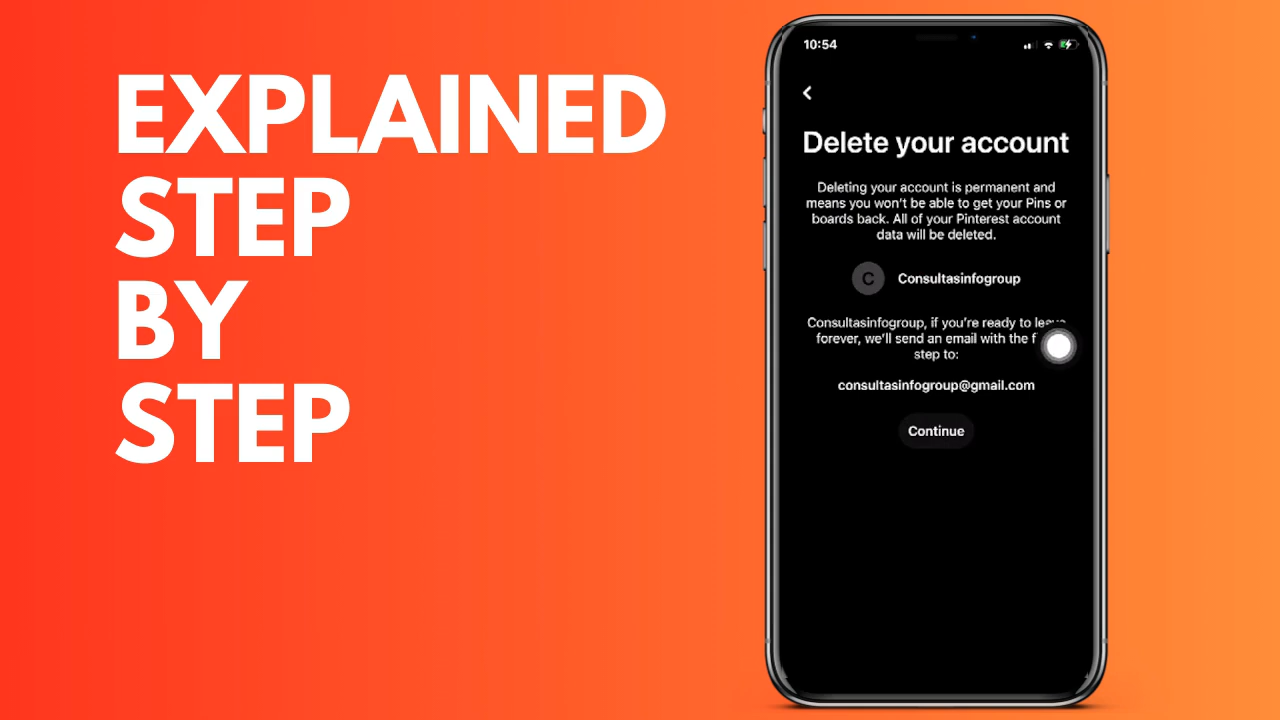 EXPLAINED
STEP
BY
STEP
10:54
Delete your account
Deleting your account is permanent and
means you won't be able to get your Pins or
boards back. All of your Pinterest account
data will be deleted.
C Consultasinfogroup
Consultasinfogroup, if you're ready to leave
forever, we'll send an email with the
step to:
consultasinfogroup@gmail.com
Continue